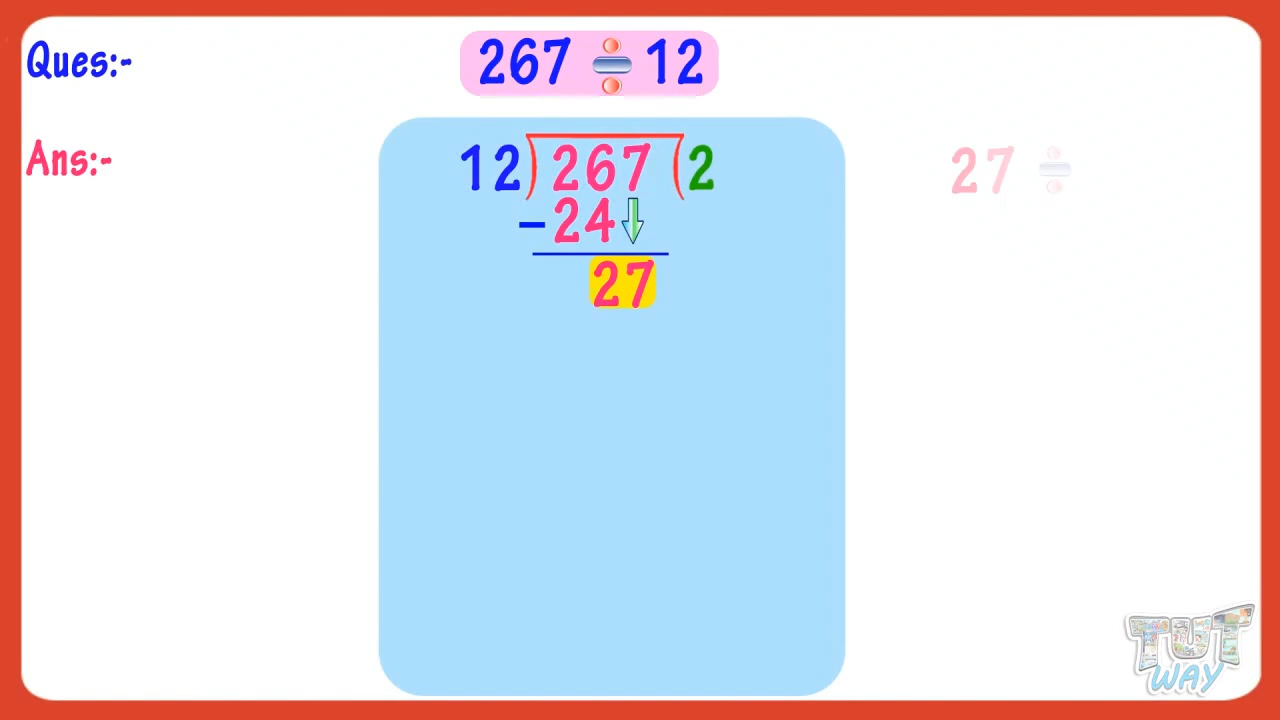 Ques:- 267 ÷ 12
Ans:- 12) 267 (2 27 ÷
-24
27
TUT
WAY